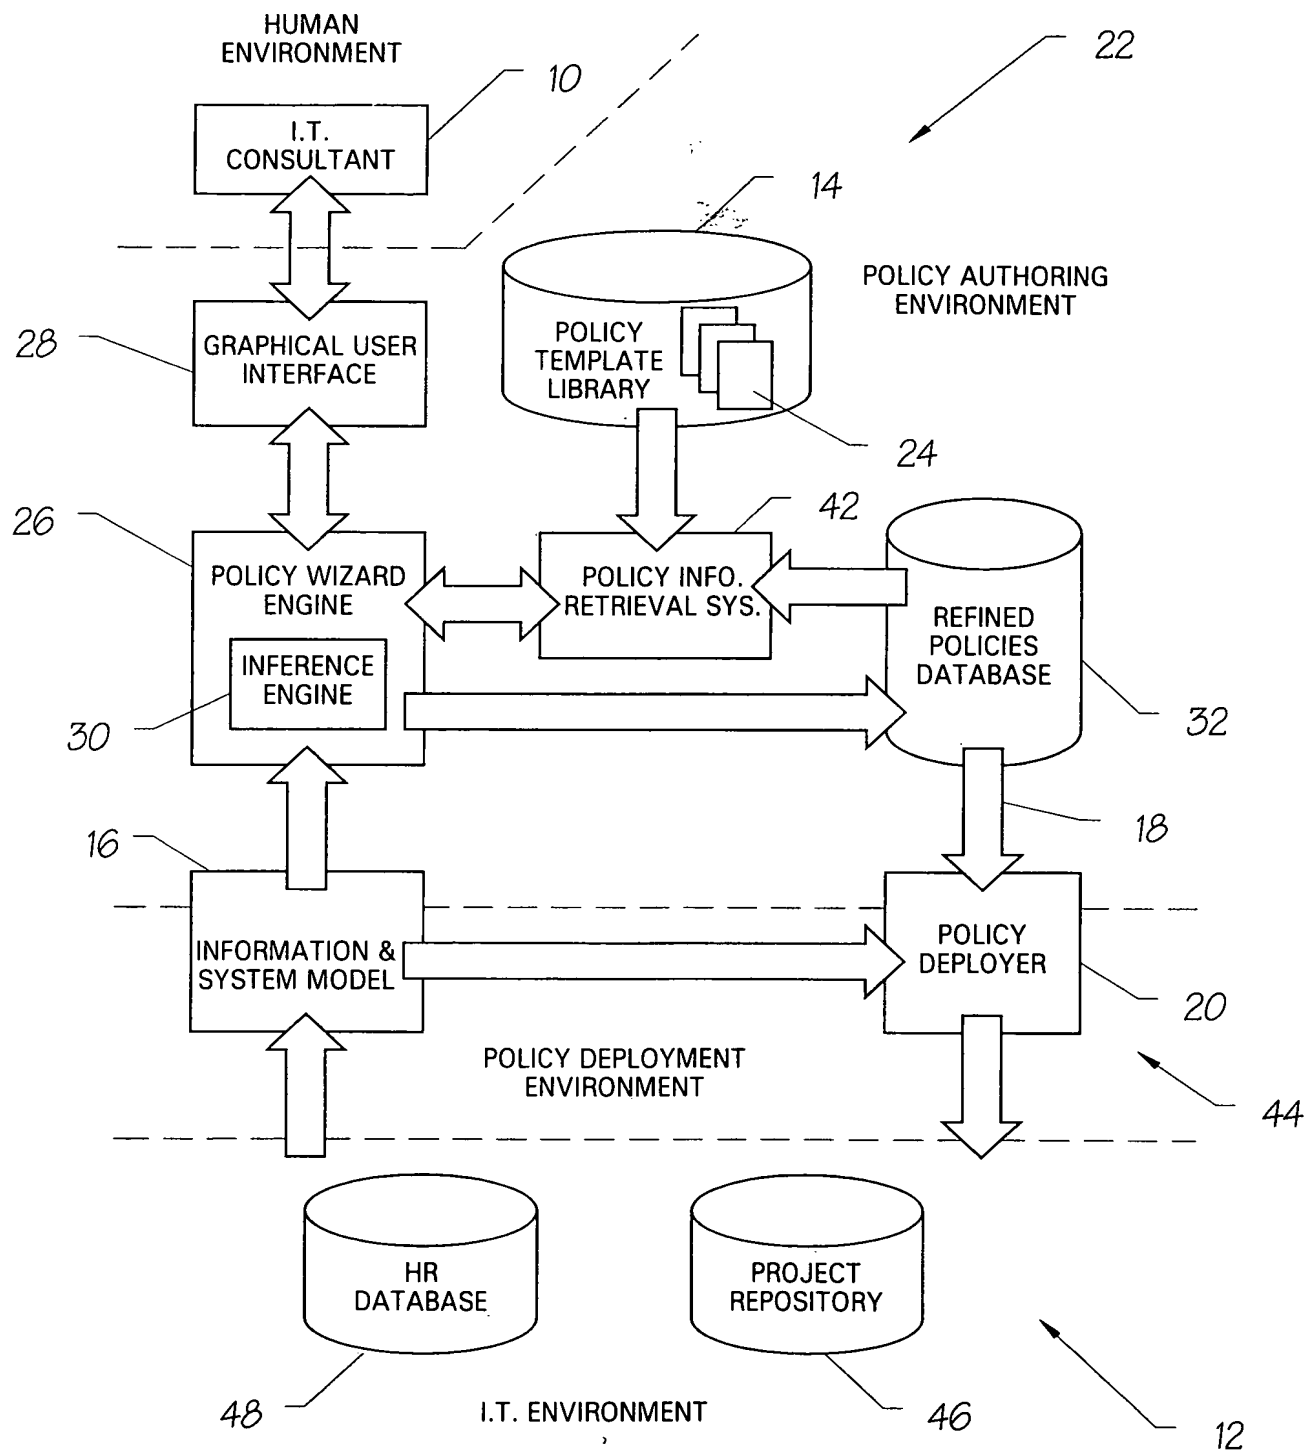 HUMAN
ENVIRONMENT
22
10
I.T.
CONSULTANT
14
POLICY AUTHORING
ENVIRONMENT
28
GRAPHICAL USER
INTERFACE
POLICY
TEMPLATE
LIBRARY
24
26
42
POLICY WIZARD
ENGINE
POLICY INFO.
RETRIEVAL SYS.
REFINED
POLICIES
DATABASE
INFERENCE
ENGINE
30
32
18
16
INFORMATION &
SYSTEM MODEL
POLICY
DEPLOYER
20
POLICY DEPLOYMENT
ENVIRONMENT
44
HR
DATABASE
PROJECT
REPOSITORY
48
46
I.T. ENVIRONMENT
12